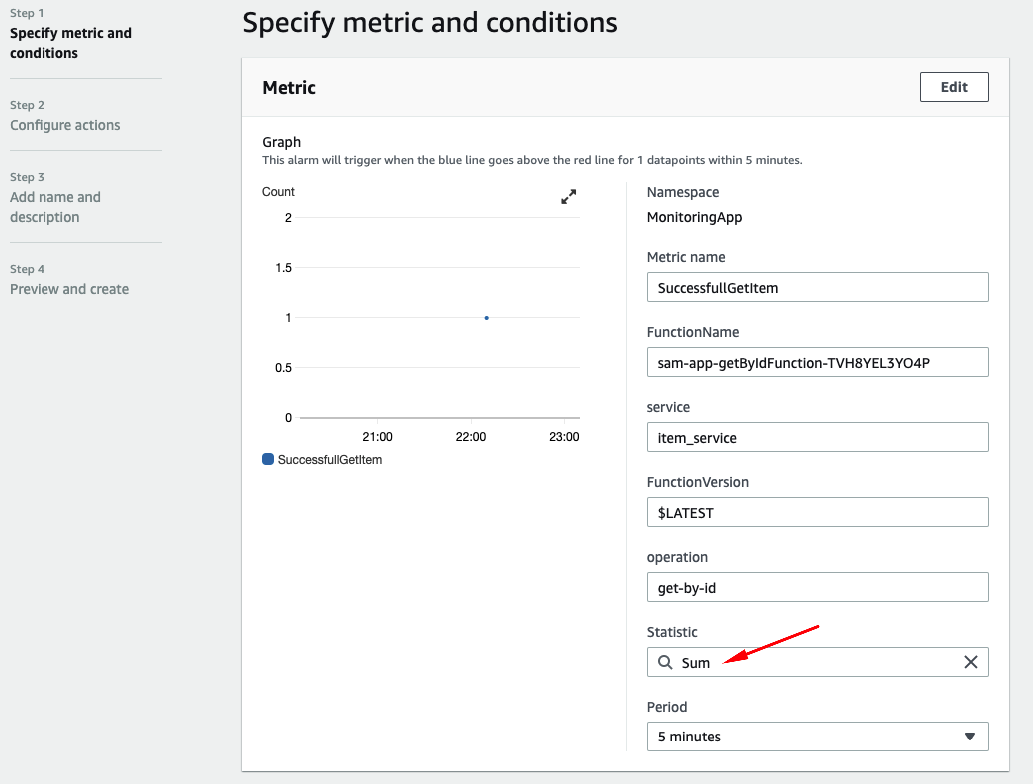 Step 1
Specify metric and
conditions
Step 2
Configure actions
Step 3
Add name and
description
Step 4
Preview and create
Specify metric and conditions
Metric
Edit
Graph
This alarm will trigger when the blue line goes above the red line for 1 datapoints within 5 minutes.
Count
2
1.5
1
0.5
0
21:00
22:00
23:00
SuccessfullGetItem
Namespace
MonitoringApp
Metric name
SuccessfullGetItem
FunctionName
sam-app-getByIdFunction-TVH8YEL3YO4P
service
item_service
FunctionVersion
$LATEST
operation
get-by-id
Statistic
Sum
Period
5 minutes